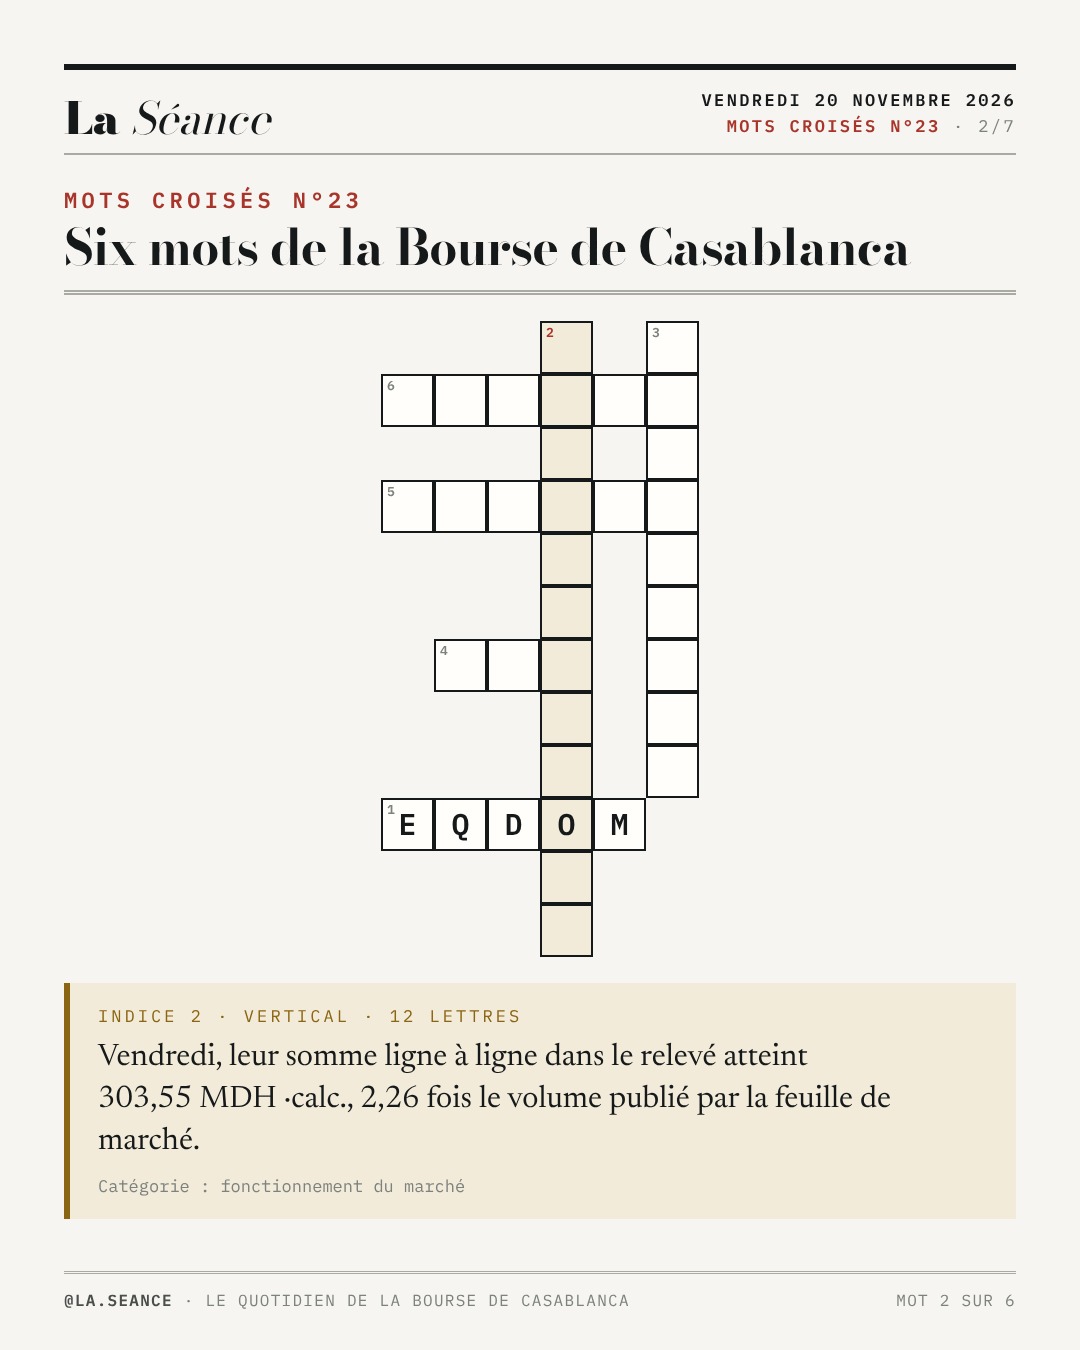 La Séance
VENDREDI 20 NOVEMBRE 2026
MOTS CROISÉS N°23 · 2/7
MOTS CROISÉS N°23
Six mots de la Bourse de Casablanca
2 3
6
5
4
1 E Q D O M
INDICE 2 · VERTICAL · 12 LETTRES
Vendredi, leur somme ligne à ligne dans le relevé atteint
303,55 MDH ·calc., 2,26 fois le volume publié par la feuille de
marché.
Catégorie : fonctionnement du marché
@LA.SEANCE · LE QUOTIDIEN DE LA BOURSE DE CASABLANCA
MOT 2 SUR 6